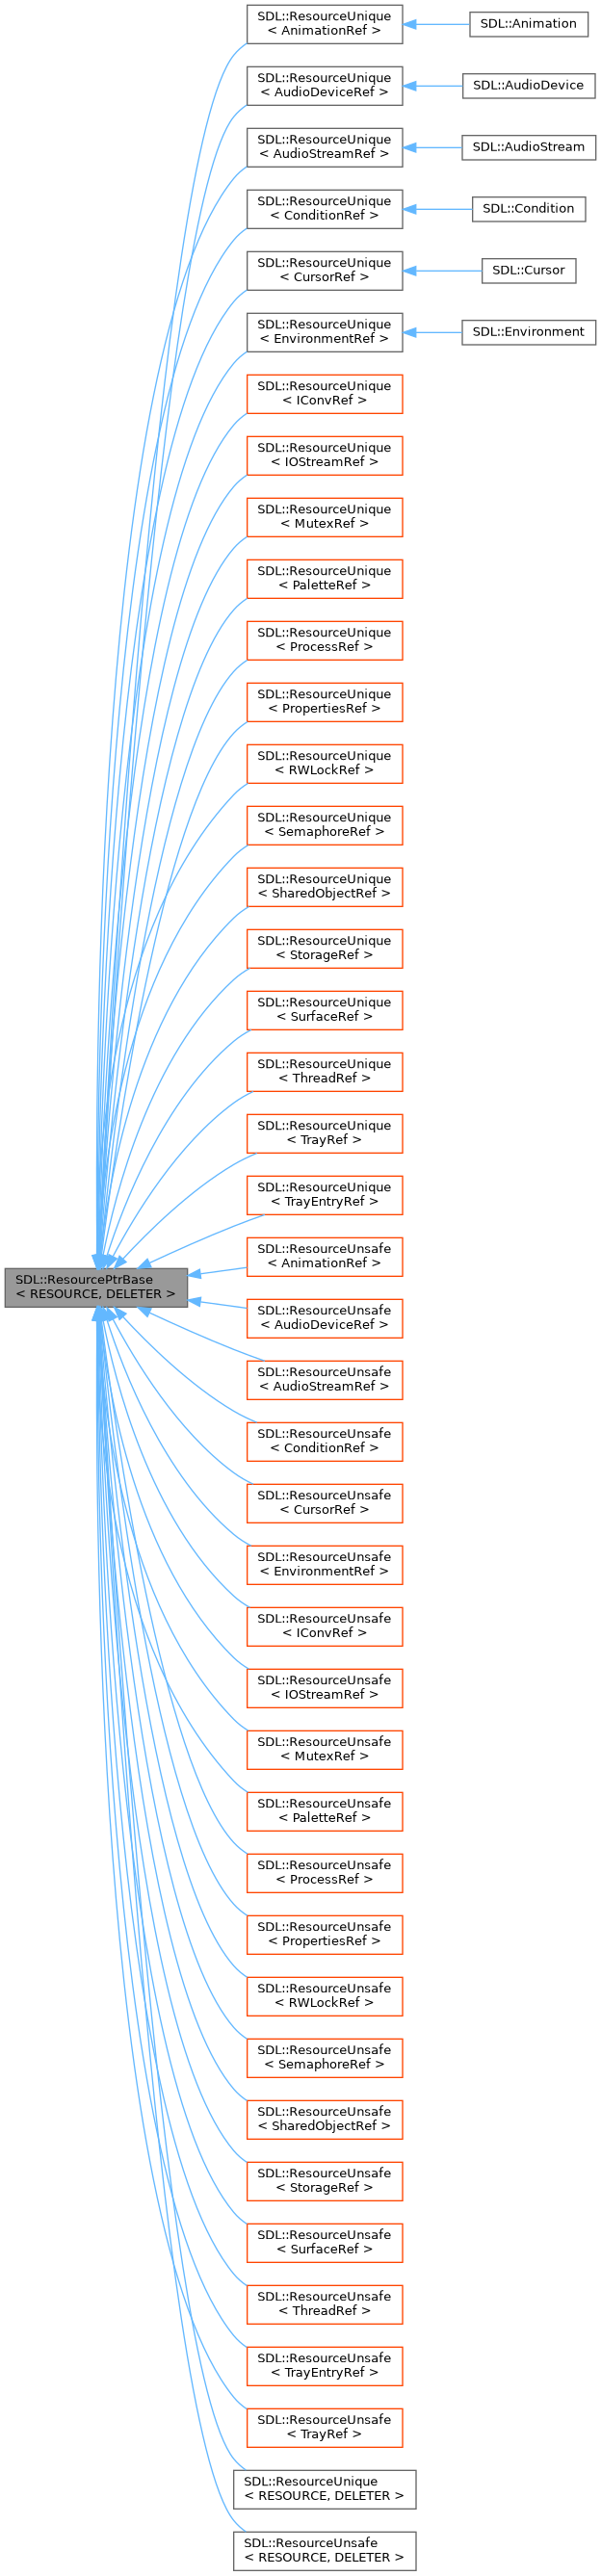 SDL::ResourceUnique
< AnimationRef >
SDL::Animation
SDL::ResourceUnique
< AudioDeviceRef >
SDL::AudioDevice
SDL::ResourceUnique
< AudioStreamRef >
SDL::AudioStream
SDL::ResourceUnique
< ConditionRef >
SDL::Condition
SDL::ResourceUnique
< CursorRef >
SDL::Cursor
SDL::ResourceUnique
< EnvironmentRef >
SDL::Environment
SDL::ResourceUnique
< IConvRef >
SDL::ResourceUnique
< IOStreamRef >
SDL::ResourceUnique
< MutexRef >
SDL::ResourceUnique
< PaletteRef >
SDL::ResourceUnique
< ProcessRef >
SDL::ResourceUnique
< PropertiesRef >
SDL::ResourceUnique
< RWLockRef >
SDL::ResourceUnique
< SemaphoreRef >
SDL::ResourceUnique
< SharedObjectRef >
SDL::ResourceUnique
< StorageRef >
SDL::ResourceUnique
< SurfaceRef >
SDL::ResourceUnique
< ThreadRef >
SDL::ResourceUnique
< TrayRef >
SDL::ResourceUnique
< TrayEntryRef >
SDL::ResourcePtrBase
< RESOURCE, DELETER >
SDL::ResourceUnsafe
< AnimationRef >
SDL::ResourceUnsafe
< AudioDeviceRef >
SDL::ResourceUnsafe
< AudioStreamRef >
SDL::ResourceUnsafe
< ConditionRef >
SDL::ResourceUnsafe
< CursorRef >
SDL::ResourceUnsafe
< EnvironmentRef >
SDL::ResourceUnsafe
< IConvRef >
SDL::ResourceUnsafe
< IOStreamRef >
SDL::ResourceUnsafe
< MutexRef >
SDL::ResourceUnsafe
< PaletteRef >
SDL::ResourceUnsafe
< ProcessRef >
SDL::ResourceUnsafe
< PropertiesRef >
SDL::ResourceUnsafe
< RWLockRef >
SDL::ResourceUnsafe
< SemaphoreRef >
SDL::ResourceUnsafe
< SharedObjectRef >
SDL::ResourceUnsafe
< StorageRef >
SDL::ResourceUnsafe
< SurfaceRef >
SDL::ResourceUnsafe
< ThreadRef >
SDL::ResourceUnsafe
< TrayEntryRef >
SDL::ResourceUnsafe
< TrayRef >
SDL::ResourceUnique
< RESOURCE, DELETER >
SDL::ResourceUnsafe
< RESOURCE, DELETER >